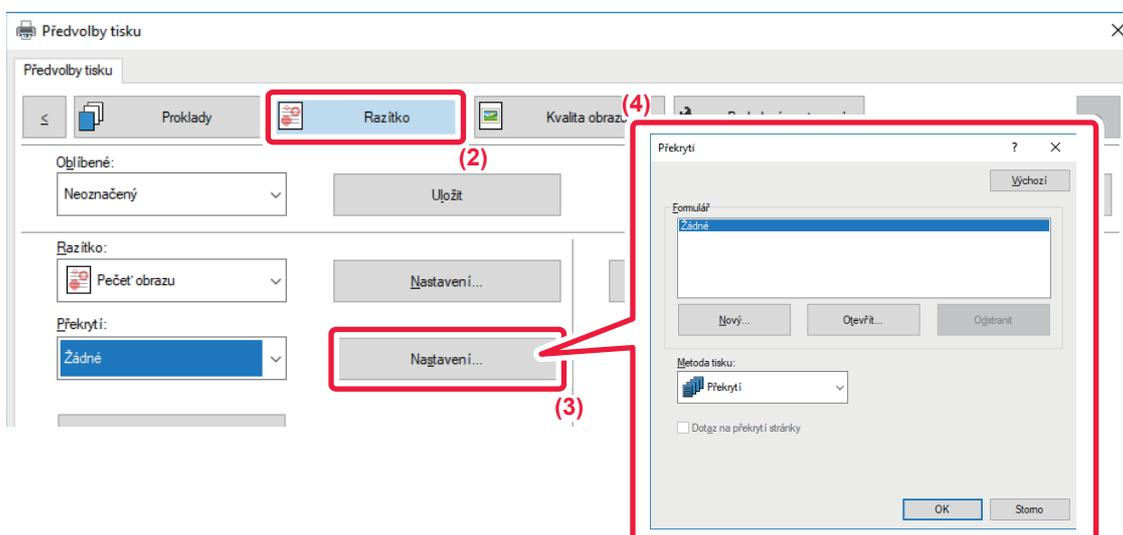 Předvolby tisku
Předvolby tisku
≤ Proklady Razítko Kvalita obrazu (4)
(2)
Oblíbené:
Neoznačený Uložit
Razítko:
Pečeť obrazu Nastavení...
Překrytí:
Žádné Nastavení...
(3)
Překrytí ? ×
Výchozí
Formulář
Žádné
Nový... Otevřít... Odstranit
Metoda tisku:
Překrytí
Dotaz na překrytí stránky
OK Storno